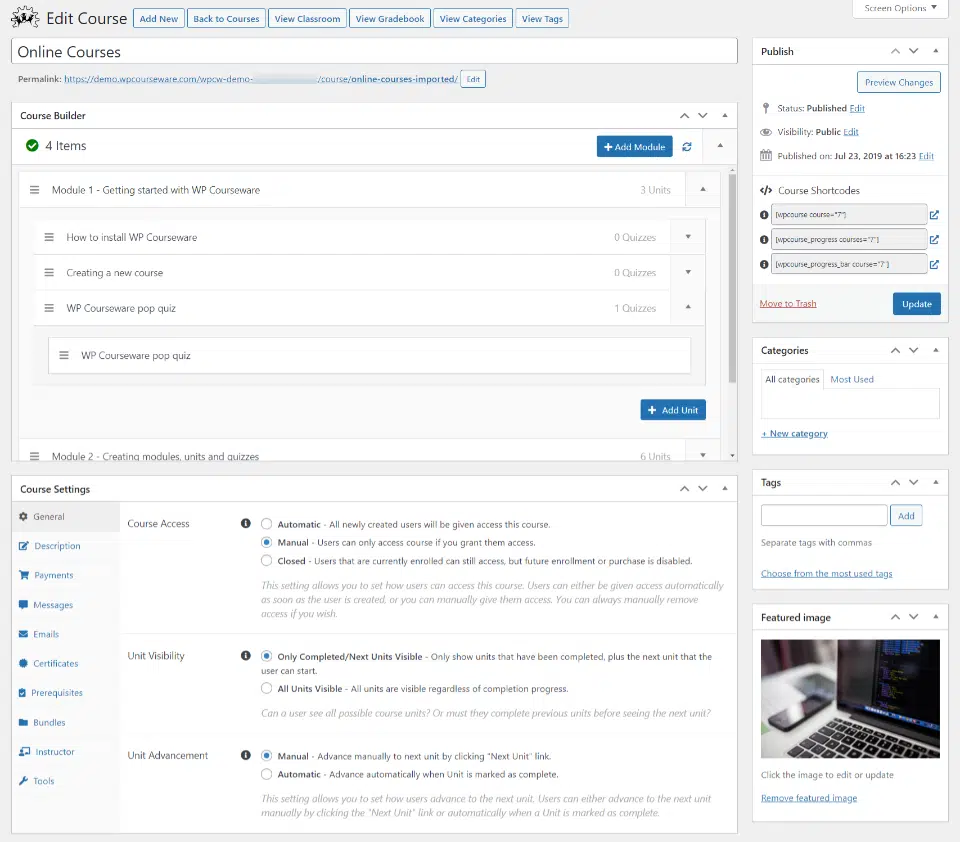 Edit Course
Add New
Back to Courses
View Classroom
View Gradebook
View Categories
View Tags
Screen Options
Online Courses
Permalink: https://demo.wpcourseware.com/wpcw-demo- /course/online-courses-imported/ Edit
Course Builder
4 Items
Add Module
Module 1 - Getting started with WP Courseware 3 Units
How to install WP Courseware 0 Quizzes
Creating a new course 0 Quizzes
WP Courseware pop quiz 1 Quizzes
WP Courseware pop quiz
Add Unit
Module 2 - Creating modules, units and quizzes 6 Units
Course Settings
General
Description
Payments
Messages
Emails
Certificates
Prerequisites
Bundles
Instructor
Tools
Course Access
Automatic - All newly created users will be given access this course.
Manual - Users can only access course if you grant them access.
Closed - Users that are currently enrolled can still access, but future enrollment or purchase is disabled.
This setting allows you to set how users can access this course. Users can either be given access automatically
as soon as the user is created, or you can manually give them access. You can always manually remove
access if you wish.
Unit Visibility
Only Completed/Next Units Visible - Only show units that have been completed, plus the next unit that the
user can start.
All Units Visible - All units are visible regardless of completion progress.
Can a user see all possible course units? Or must they complete previous units before seeing the next unit?
Unit Advancement
Manual - Advance manually to next unit by clicking "Next Unit" link.
Automatic - Advance automatically when Unit is marked as complete.
This setting allows you to set how users advance to the next unit. Users can either advance to the next unit
manually by clicking the "Next Unit" link or automatically when a Unit is marked as complete.
Publish
Preview Changes
Status: Published Edit
Visibility: Public Edit
Published on: Jul 23, 2019 at 16:23 Edit
Course Shortcodes
[wpcourse course="7"]
[wpcourse_progress courses="7"]
[wpcourse_progress_bar course="7"]
Move to Trash
Update
Categories
All categories
Most Used
+ New category
Tags
Add
Separate tags with commas
Choose from the most used tags
Featured image
Click the image to edit or update
Remove featured image